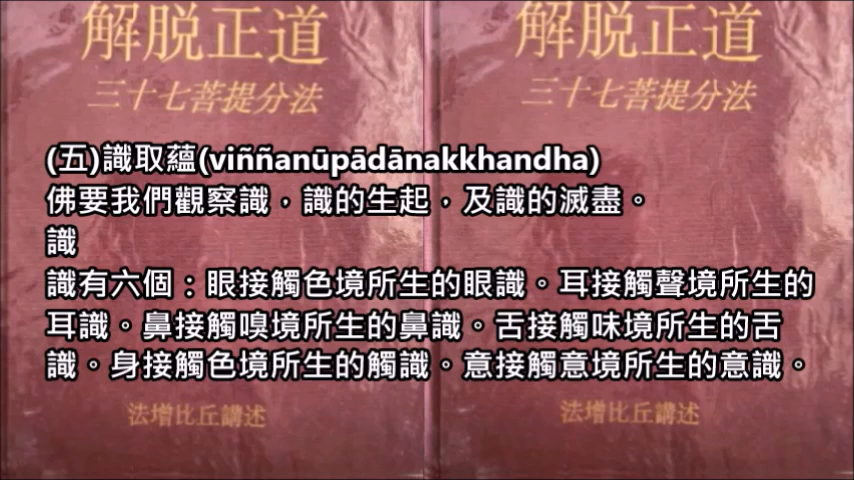 解脱正道
三十七菩提分法
解脱正道
三十七菩提分法
(五)識取蘊(viññanūpādānakkhandha)
佛要我們觀察識，識的生起，及識的滅盡。
識
識有六個：眼接觸色境所生的眼識。耳接觸聲境所生的
耳識。鼻接觸嗅境所生的鼻識。舌接觸味境所生的舌
識。身接觸色境所生的觸識。意接觸意境所生的意識。
法增比丘講述
法增比丘講述